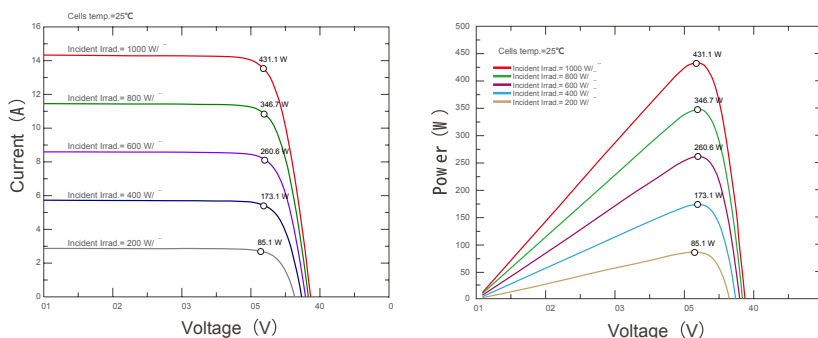 Cells temp.=25℃
16
14
12
10
8
6
4
2
0
Incident Irrad.= 1000 W/
431.1 W
Incident Irrad.= 800 W/
346.7 W
Incident Irrad.= 600 W/
260.6 W
Incident Irrad.= 400 W/
173.1 W
Incident Irrad.= 200 W/
85.1 W
01 02 03 05 40 0
Current (A)
Voltage (V)
500
450
400
350
300
250
200
150
100
50
0
Cells temp.=25℃
Incident Irrad.= 1000 W/
Incident Irrad.= 800 W/
Incident Irrad.= 600 W/
Incident Irrad.= 400 W/
Incident Irrad.= 200 W/
431.1 W
346.7 W
260.6 W
173.1 W
85.1 W
01 02 03 05 40
Power (W)
Voltage (V)